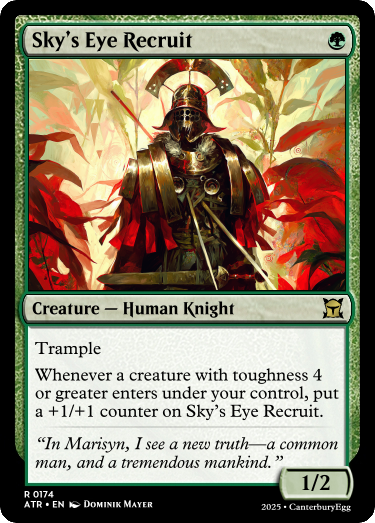 Sky's Eye Recruit
Creature — Human Knight
Trample
Whenever a creature with toughness 4
or greater enters under your control, put
a +1/+1 counter on Sky's Eye Recruit.
“In Marisyn, I see a new truth—a common
man, and a tremendous mankind.”
1/2
R 0174
ATR • EN Dominik Mayer
2025 • CanterburyEgg